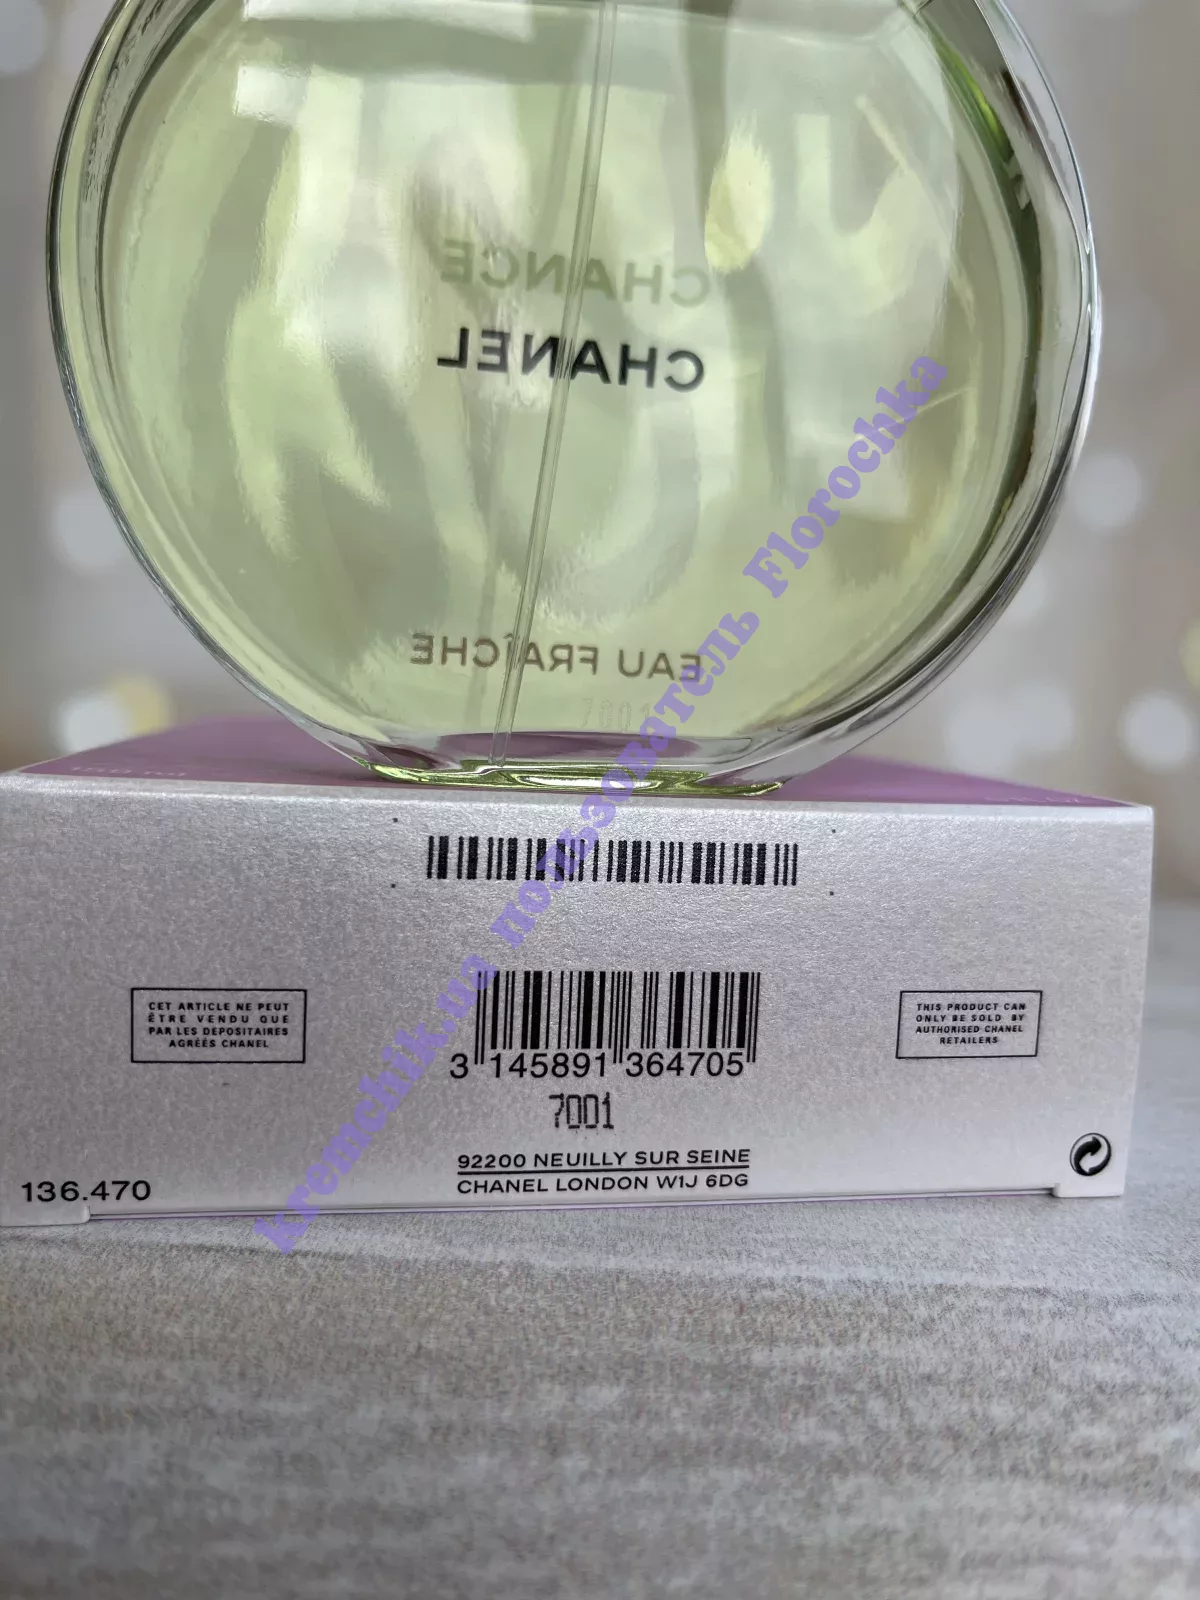 CHANCE
CHANEL
EAU FRAÎCHE
7001
CET ARTICLE NE PEUT
ÊTRE VENDU QUE
PAR LES DEPOSITAIRES
AGRÉÉS CHANEL
THIS PRODUCT CAN
ONLY BE SOLD BY
AUTHORISED CHANEL
RETAILERS
3 145891 364705
7001
92200 NEUILLY SUR SEINE
CHANEL LONDON W1J 6DG
136.470
kremchik.ua пользователь Florochka